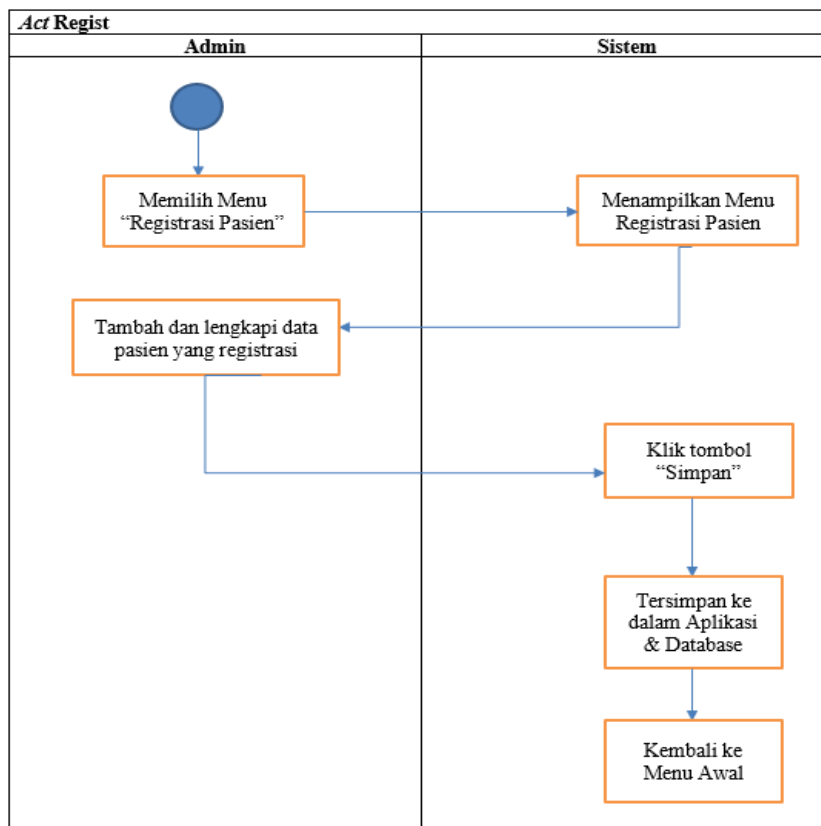 Act Regist
Admin
Sistem
Memilih Menu
“Registrasi Pasien”
Menampilkan Menu
Registrasi Pasien
Tambah dan lengkapi data
pasien yang registrasi
Klik tombol
“Simpan”
Tersimpan ke
dalam Aplikasi
& Database
Kembali ke
Menu Awal